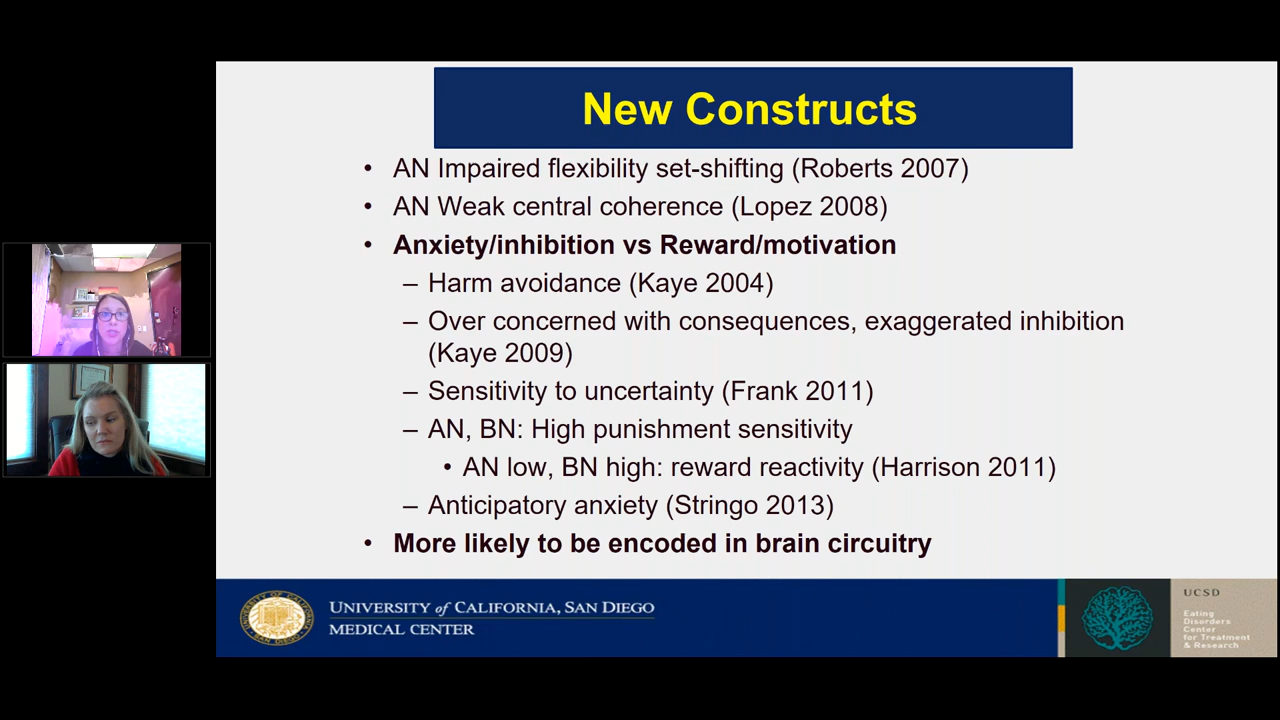 New Constructs
• AN Impaired flexibility set-shifting (Roberts 2007)
• AN Weak central coherence (Lopez 2008)
• Anxiety/inhibition vs Reward/motivation
– Harm avoidance (Kaye 2004)
– Over concerned with consequences, exaggerated inhibition
(Kaye 2009)
– Sensitivity to uncertainty (Frank 2011)
– AN, BN: High punishment sensitivity
• AN low, BN high: reward reactivity (Harrison 2011)
– Anticipatory anxiety (Stringo 2013)
• More likely to be encoded in brain circuitry
UNIVERSITY of CALIFORNIA, SAN DIEGO
MEDICAL CENTER
UCSD
Eating
Disorders
Center
for Treatment
& Research